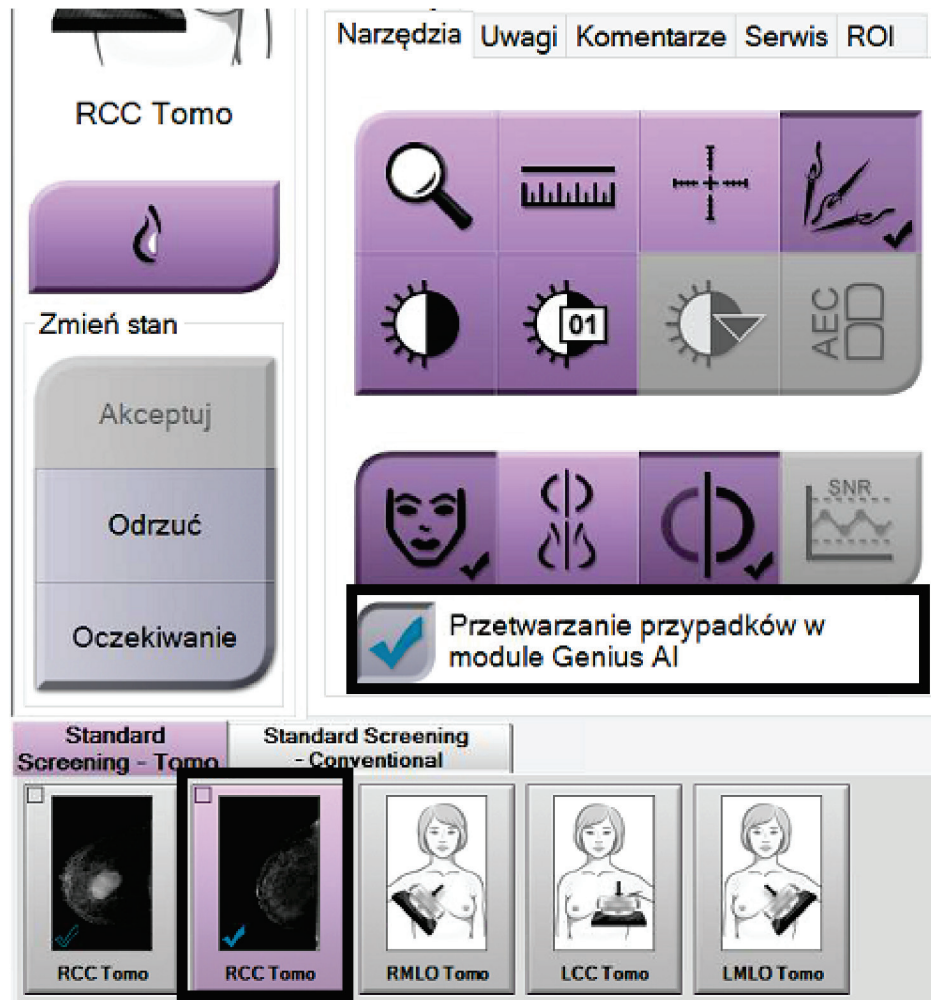 RCC Tomo
Zmień stan
Akceptuj
Odrzuć
Oczekiwanie
Narzędzia Uwagi Komentarze Serwis ROI
01
AEC
SNR
Przetwarzanie przypadków w
module Genius AI
Standard
Screening - Tomo
Standard Screening
- Conventional
RCC Tomo
RCC Tomo
RMLO Tomo
LCC Tomo
LMLO Tomo